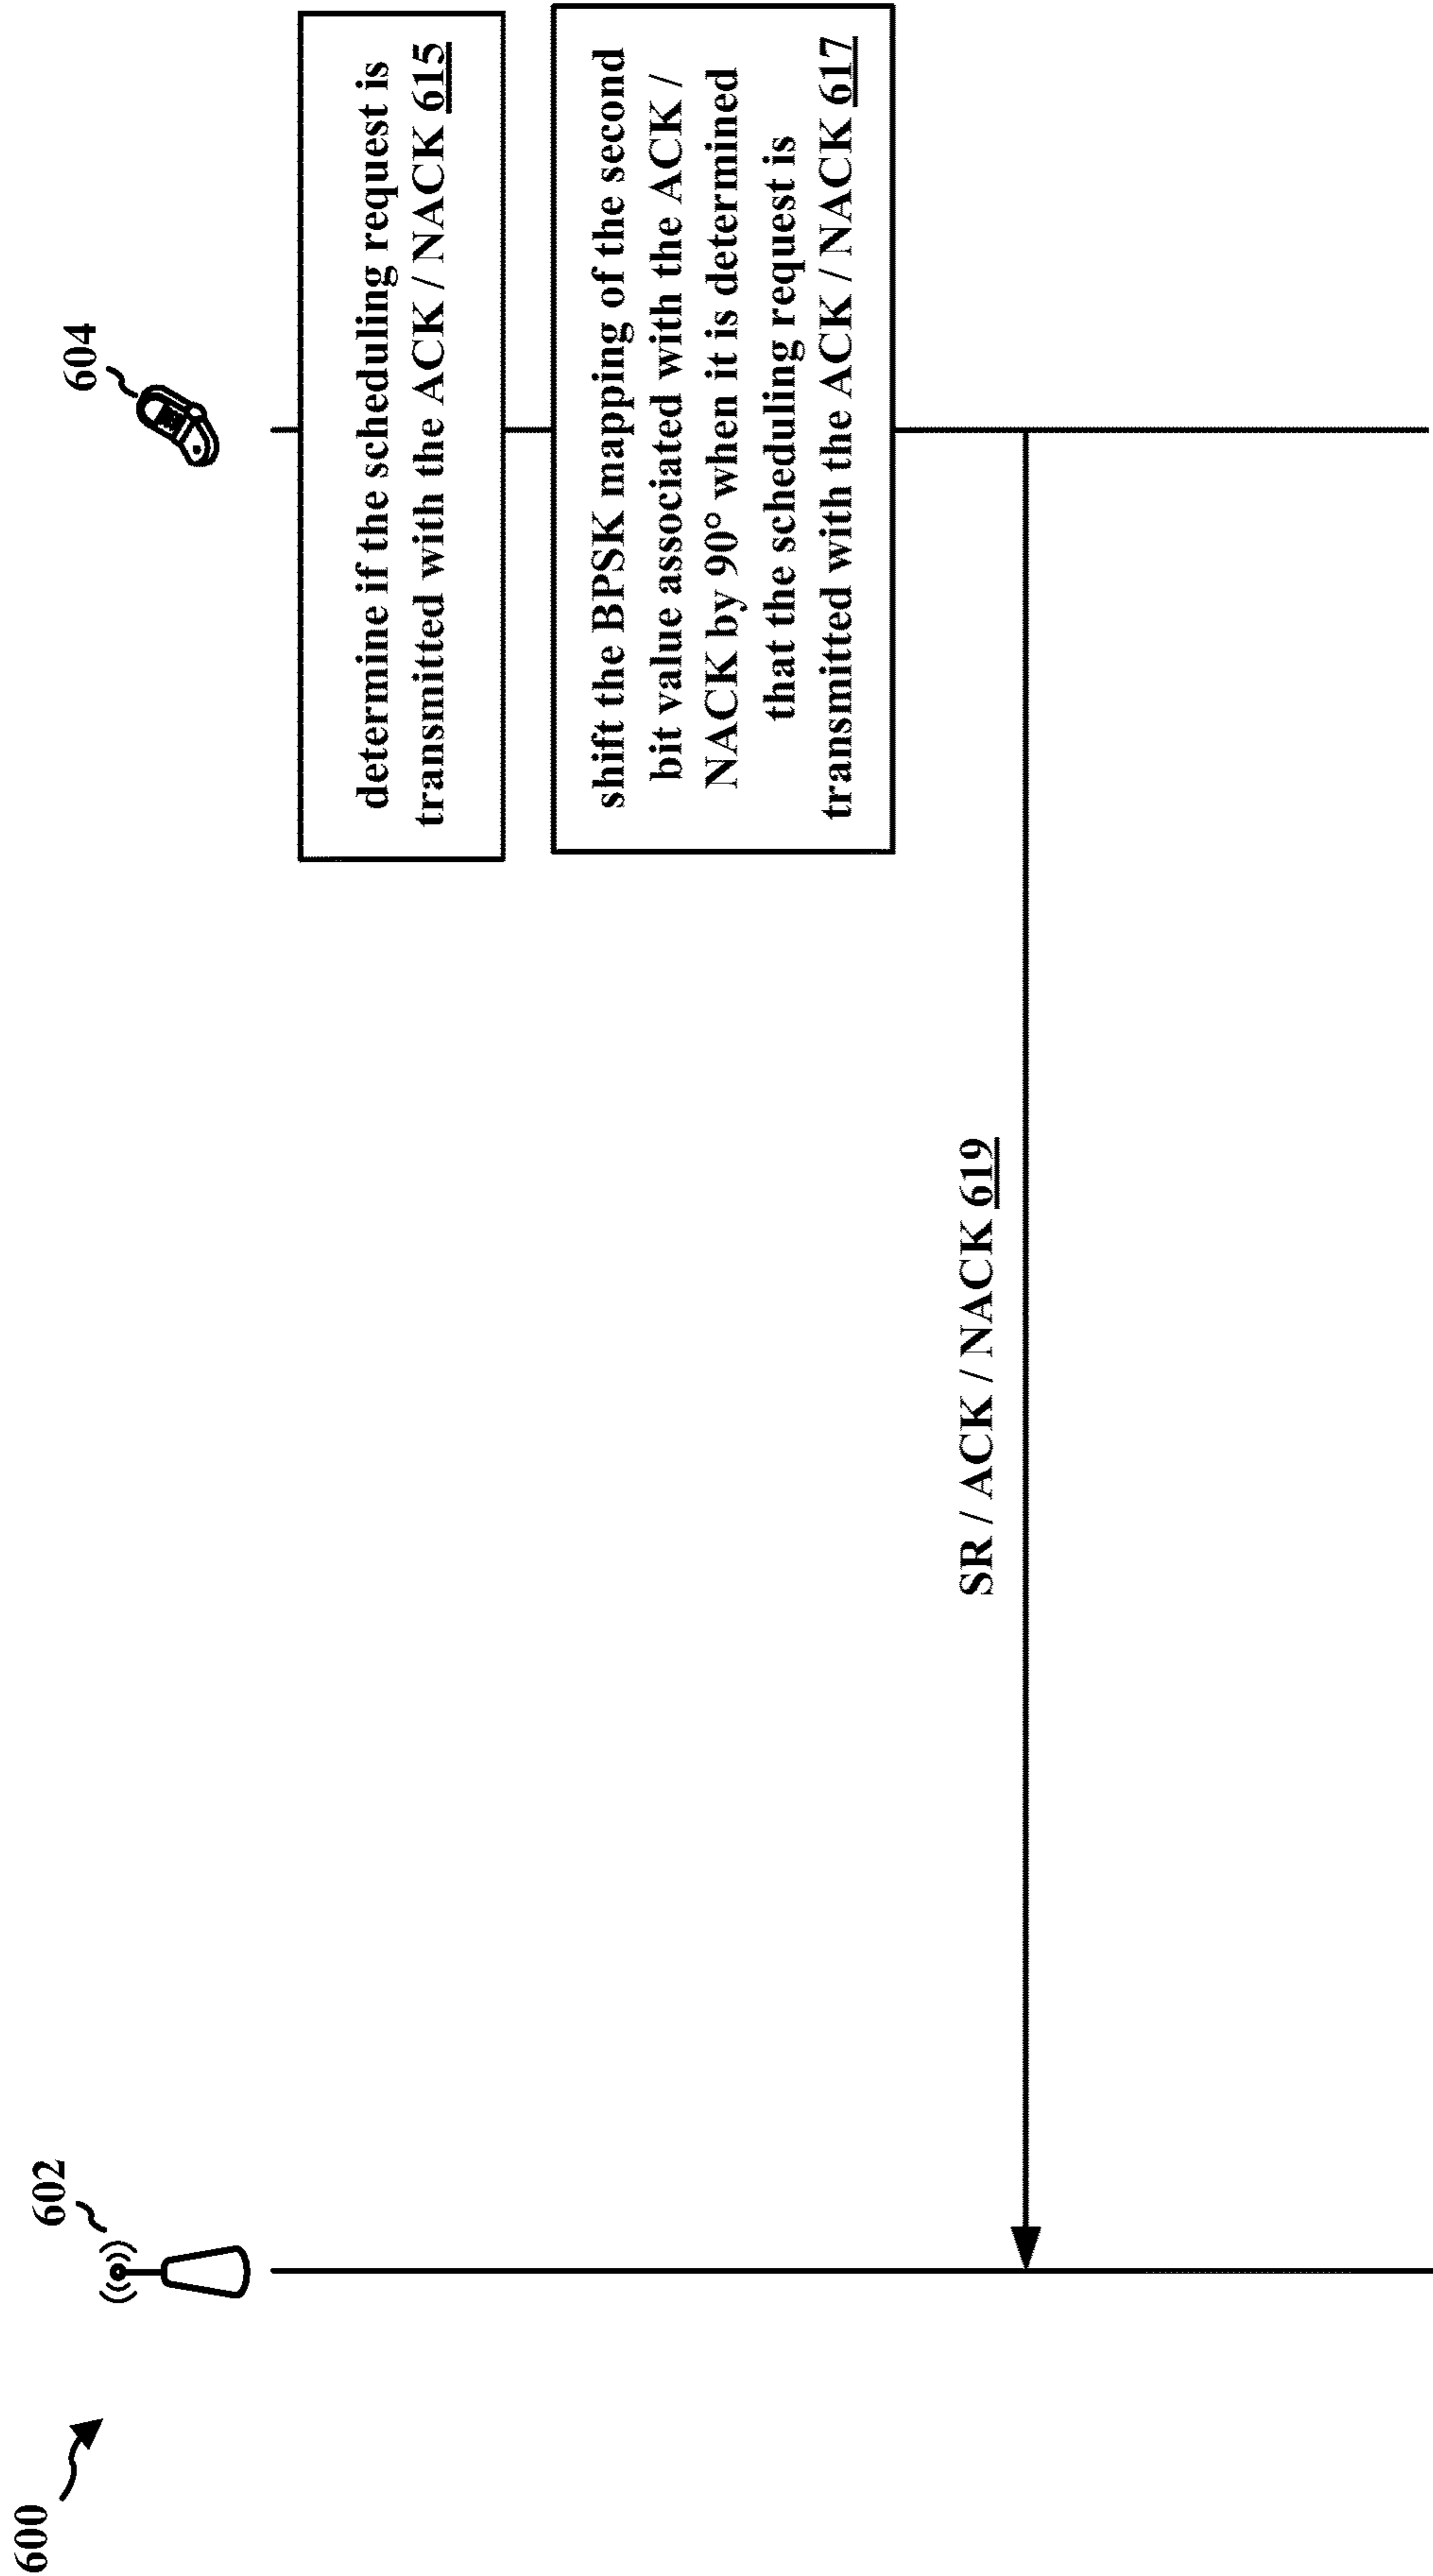 600
602
604
determine if the scheduling request is
transmitted with the ACK / NACK 615
shift the BPSK mapping of the second
bit value associated with the ACK /
NACK by 90° when it is determined
that the scheduling request is
transmitted with the ACK / NACK 617
SR / ACK / NACK 619